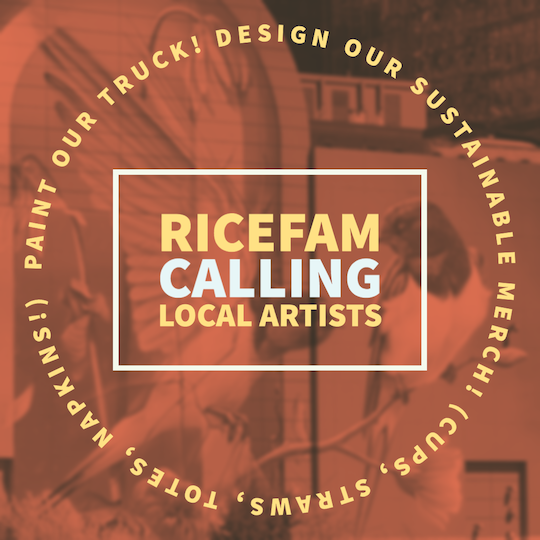 PAINT OUR TRUCK! DESIGN OUR SUSTAINABLE MERCH! (CUPS, STRAWS, TOTES, NAPKINS!)
RICEFAM
CALLING
LOCAL ARTISTS